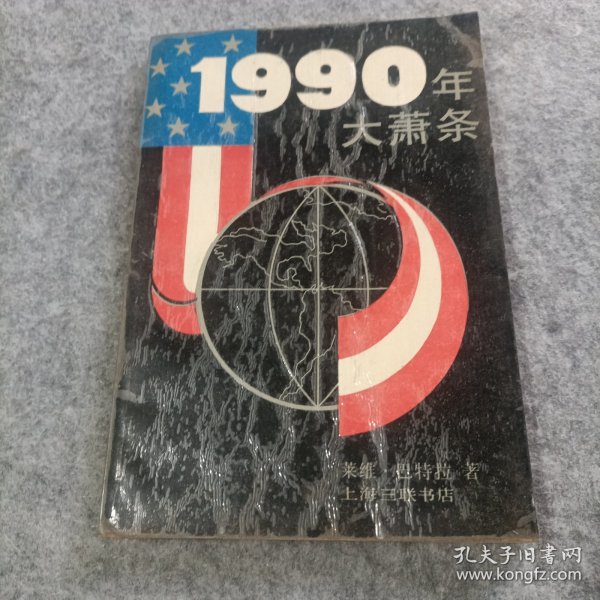 1990年
大萧条
莱维·巴特拉 著
上海三联书店
孔夫子旧书网
www.kongfz.com